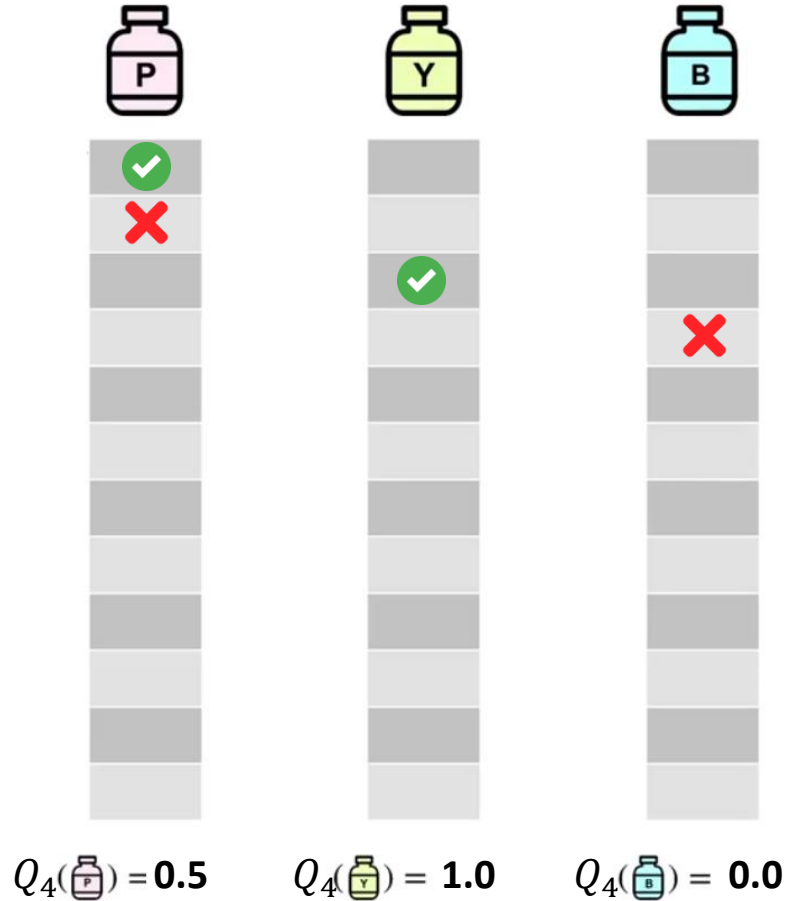 P Y B
Q₄(P) = 0.5 Q₄(Y) = 1.0 Q₄(B) = 0.0